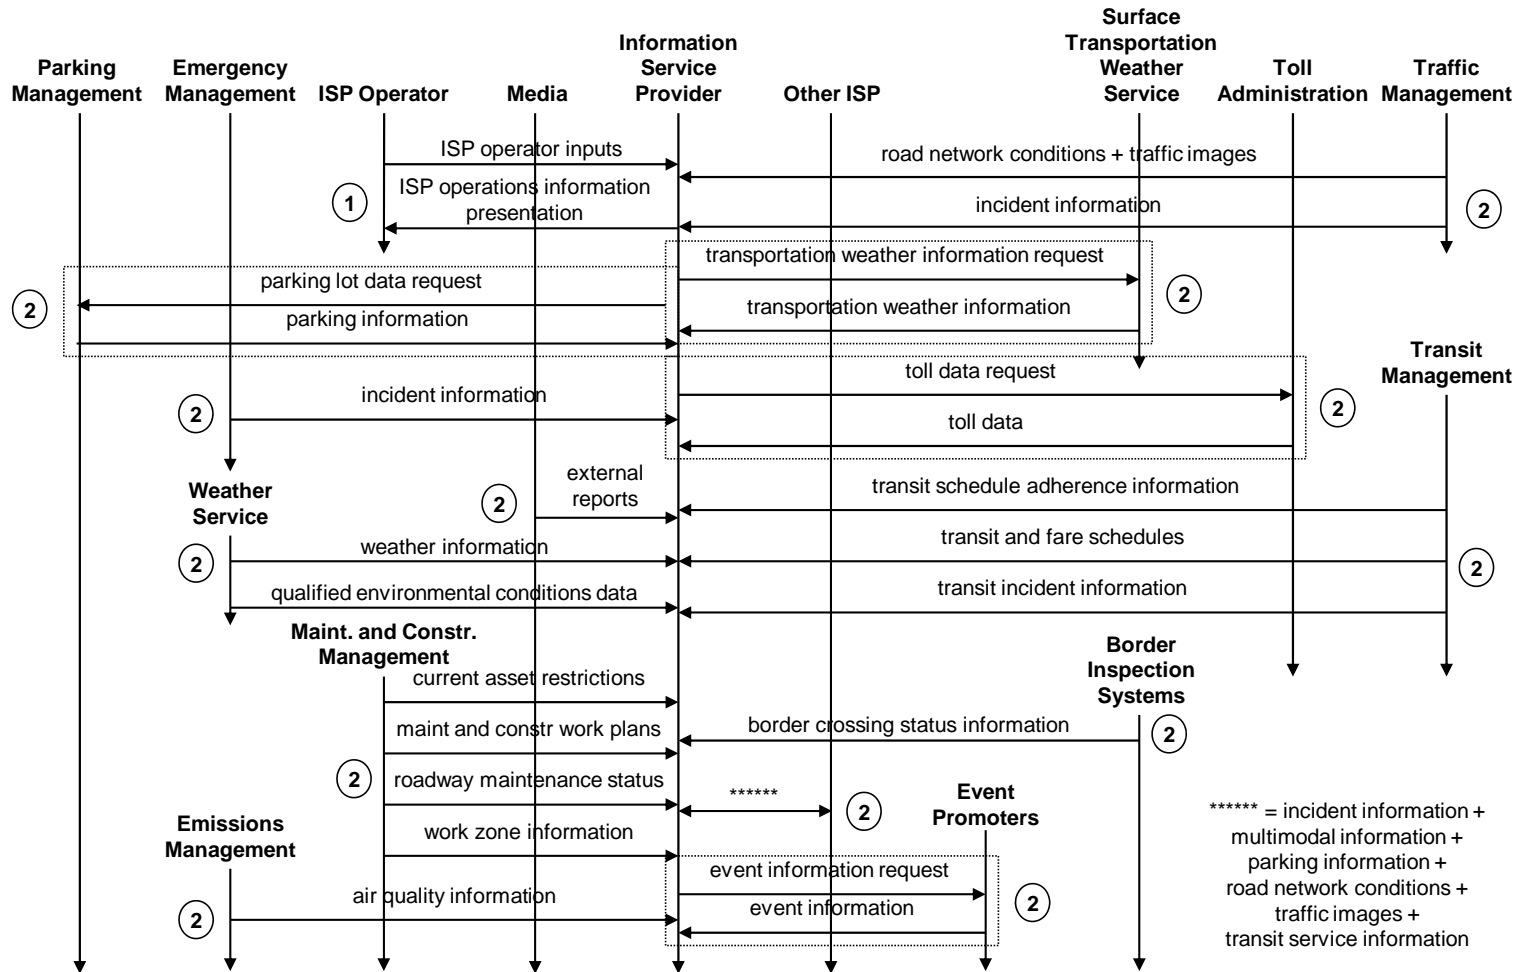 Surface
Transportation
Weather
Service
Information
Service
Provider
Parking
Management
Emergency
Management
ISP Operator
Media
Other ISP
Toll
Administration
Traffic
Management
ISP operator inputs
road network conditions + traffic images
ISP operations information
presentation
1
incident information
2
transportation weather information request
parking lot data request
2
transportation weather information
2
parking information
Transit
Management
toll data request
incident information
2
2
toll data
Weather
Service
external
reports
2
transit schedule adherence information
weather information
2
transit and fare schedules
2
qualified environmental conditions data
transit incident information
Maint. and Constr.
Management
Border
Inspection
Systems
current asset restrictions
maint and constr work plans
border crossing status information
2
2
roadway maintenance status
******
2
Event
Promoters
****** = incident information +
multimodal information +
parking information +
road network conditions +
traffic images +
transit service information
Emissions
Management
work zone information
event information request
air quality information
2
event information
2